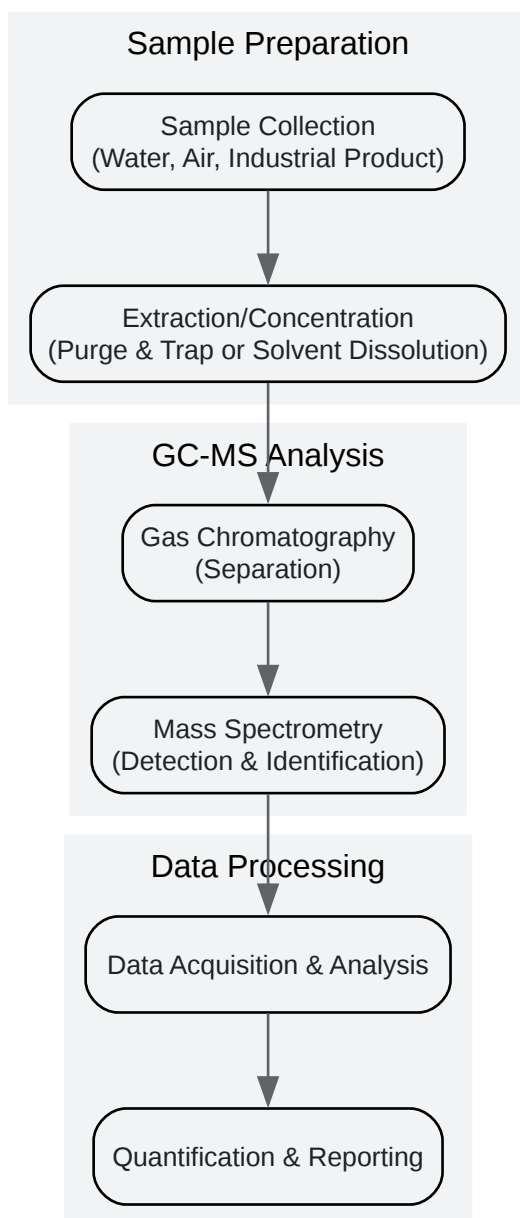 Sample Preparation
Sample Collection
(Water, Air, Industrial Product)
Extraction/Concentration
(Purge & Trap or Solvent Dissolution)
GC-MS Analysis
Gas Chromatography
(Separation)
Mass Spectrometry
(Detection & Identification)
Data Processing
Data Acquisition & Analysis
Quantification & Reporting